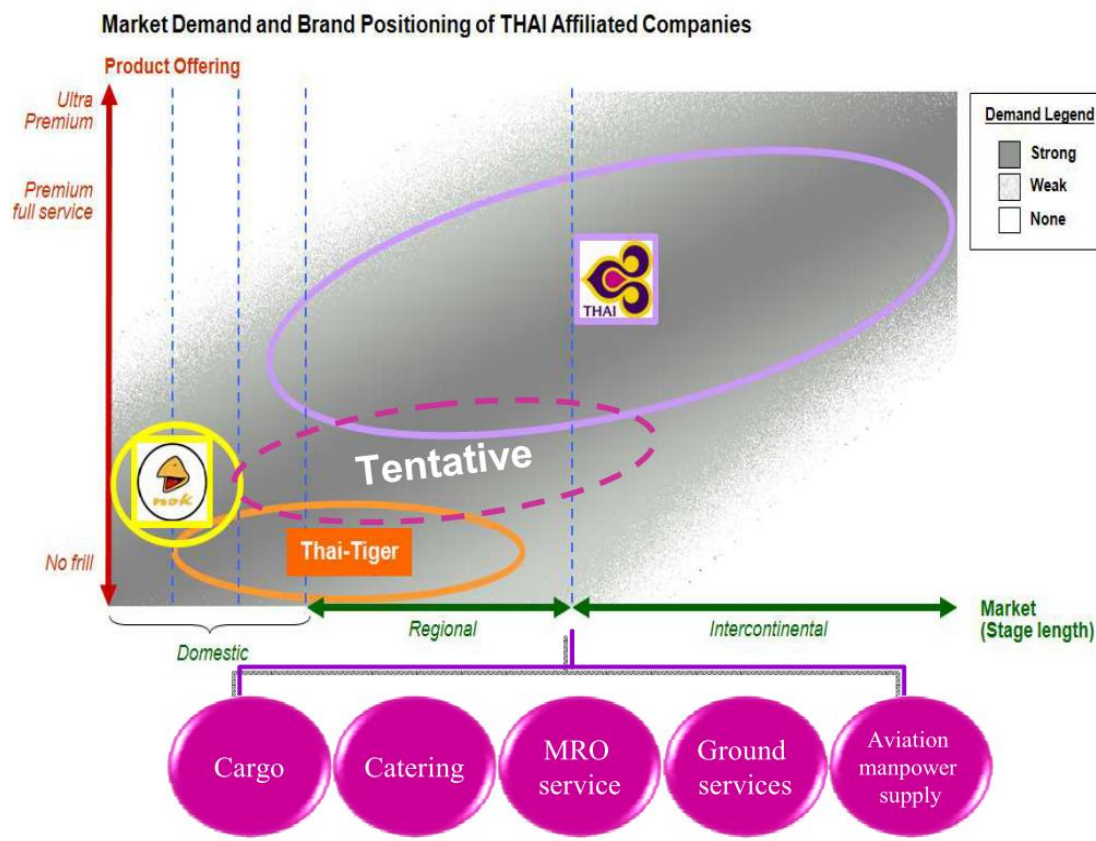 Market Demand and Brand Positioning of THAI Affiliated Companies
Product Offering
Ultra
Premium
Premium
full service
No frill
Demand Legend
Strong
Weak
None
THAI
nok
Tentative
Thai-Tiger
Domestic
Regional
Intercontinental
Market
(Stage length)
Cargo
Catering
MRO
service
Ground
services
Aviation
manpower
supply